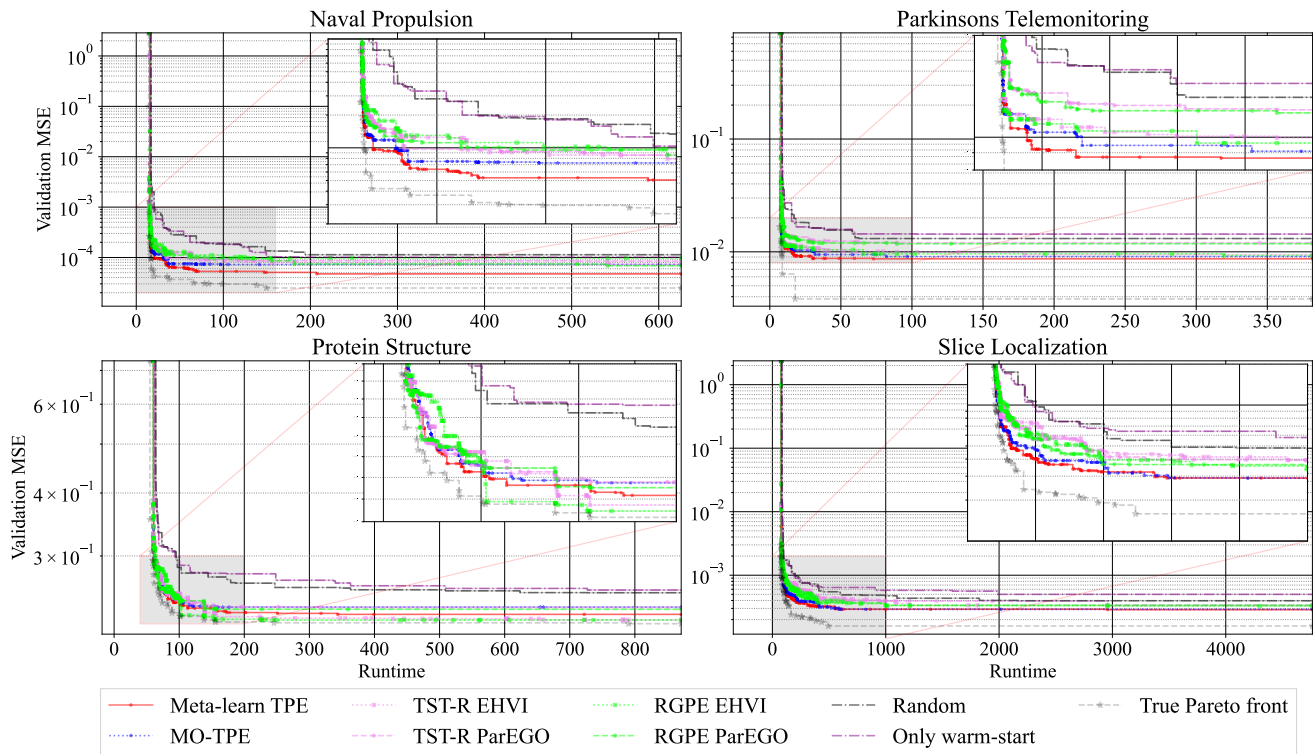 Naval Propulsion
Parkinsons Telemonitoring
Validation MSE
10^0
10^-1
10^-2
10^-3
10^-4
0 100 200 300 400 500 600
10^-1
10^-2
0 50 100 150 200 250 300 350
Protein Structure
Slice Localization
Validation MSE
6 × 10^-1
4 × 10^-1
3 × 10^-1
0 100 200 300 400 500 600 700 800
Runtime
10^0
10^-1
10^-2
10^-3
0 1000 2000 3000 4000
Runtime
Meta-learn TPE TST-R EHVI RGPE EHVI Random True Pareto front
MO-TPE TST-R ParEGO RGPE ParEGO Only warm-start